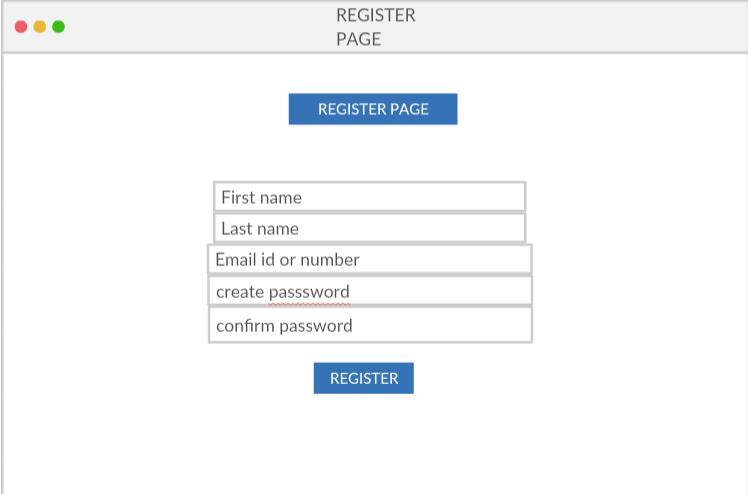 REGISTER
PAGE
REGISTER PAGE
First name
Last name
Email id or number
create passsword
confirm password
REGISTER